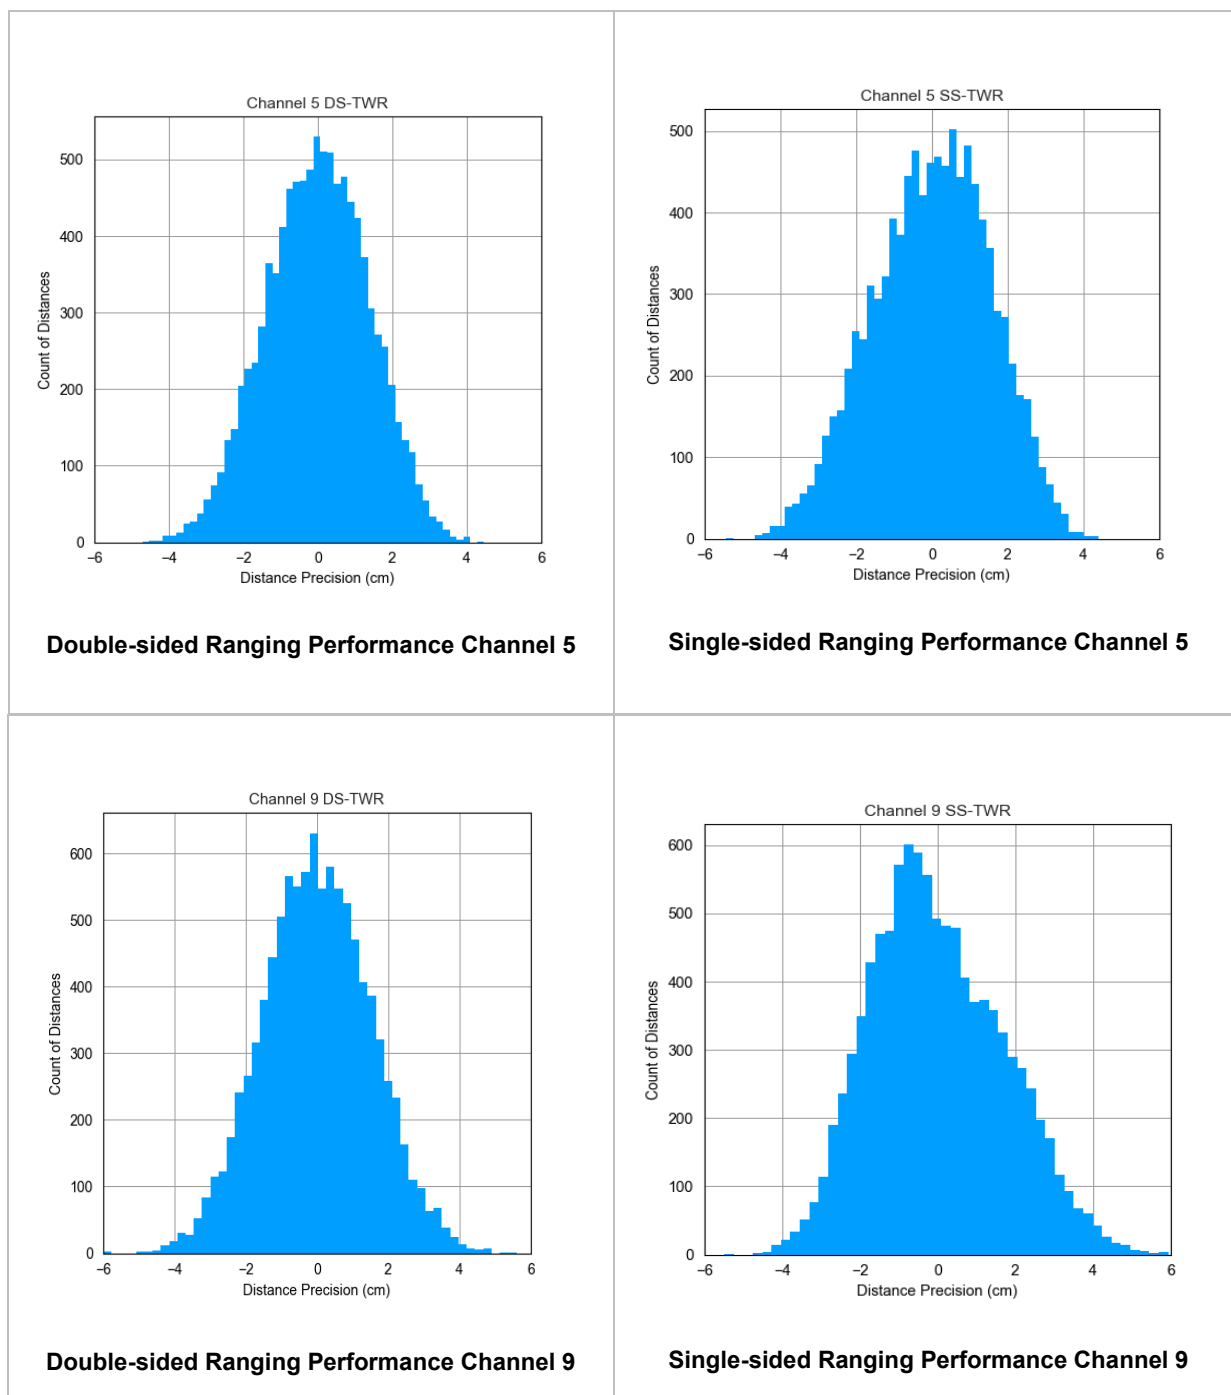 Channel 5 DS-TWR
500
400
300
200
100
0
−6 −4 −2 0 2 4 6
Count of Distances
Distance Precision (cm)
Double-sided Ranging Performance Channel 5
Channel 5 SS-TWR
500
400
300
200
100
0
−6 −4 −2 0 2 4 6
Count of Distances
Distance Precision (cm)
Single-sided Ranging Performance Channel 5
Channel 9 DS-TWR
600
500
400
300
200
100
0
−6 −4 −2 0 2 4 6
Count of Distances
Distance Precision (cm)
Double-sided Ranging Performance Channel 9
Channel 9 SS-TWR
600
500
400
300
200
100
0
−6 −4 −2 0 2 4 6
Count of Distances
Distance Precision (cm)
Single-sided Ranging Performance Channel 9